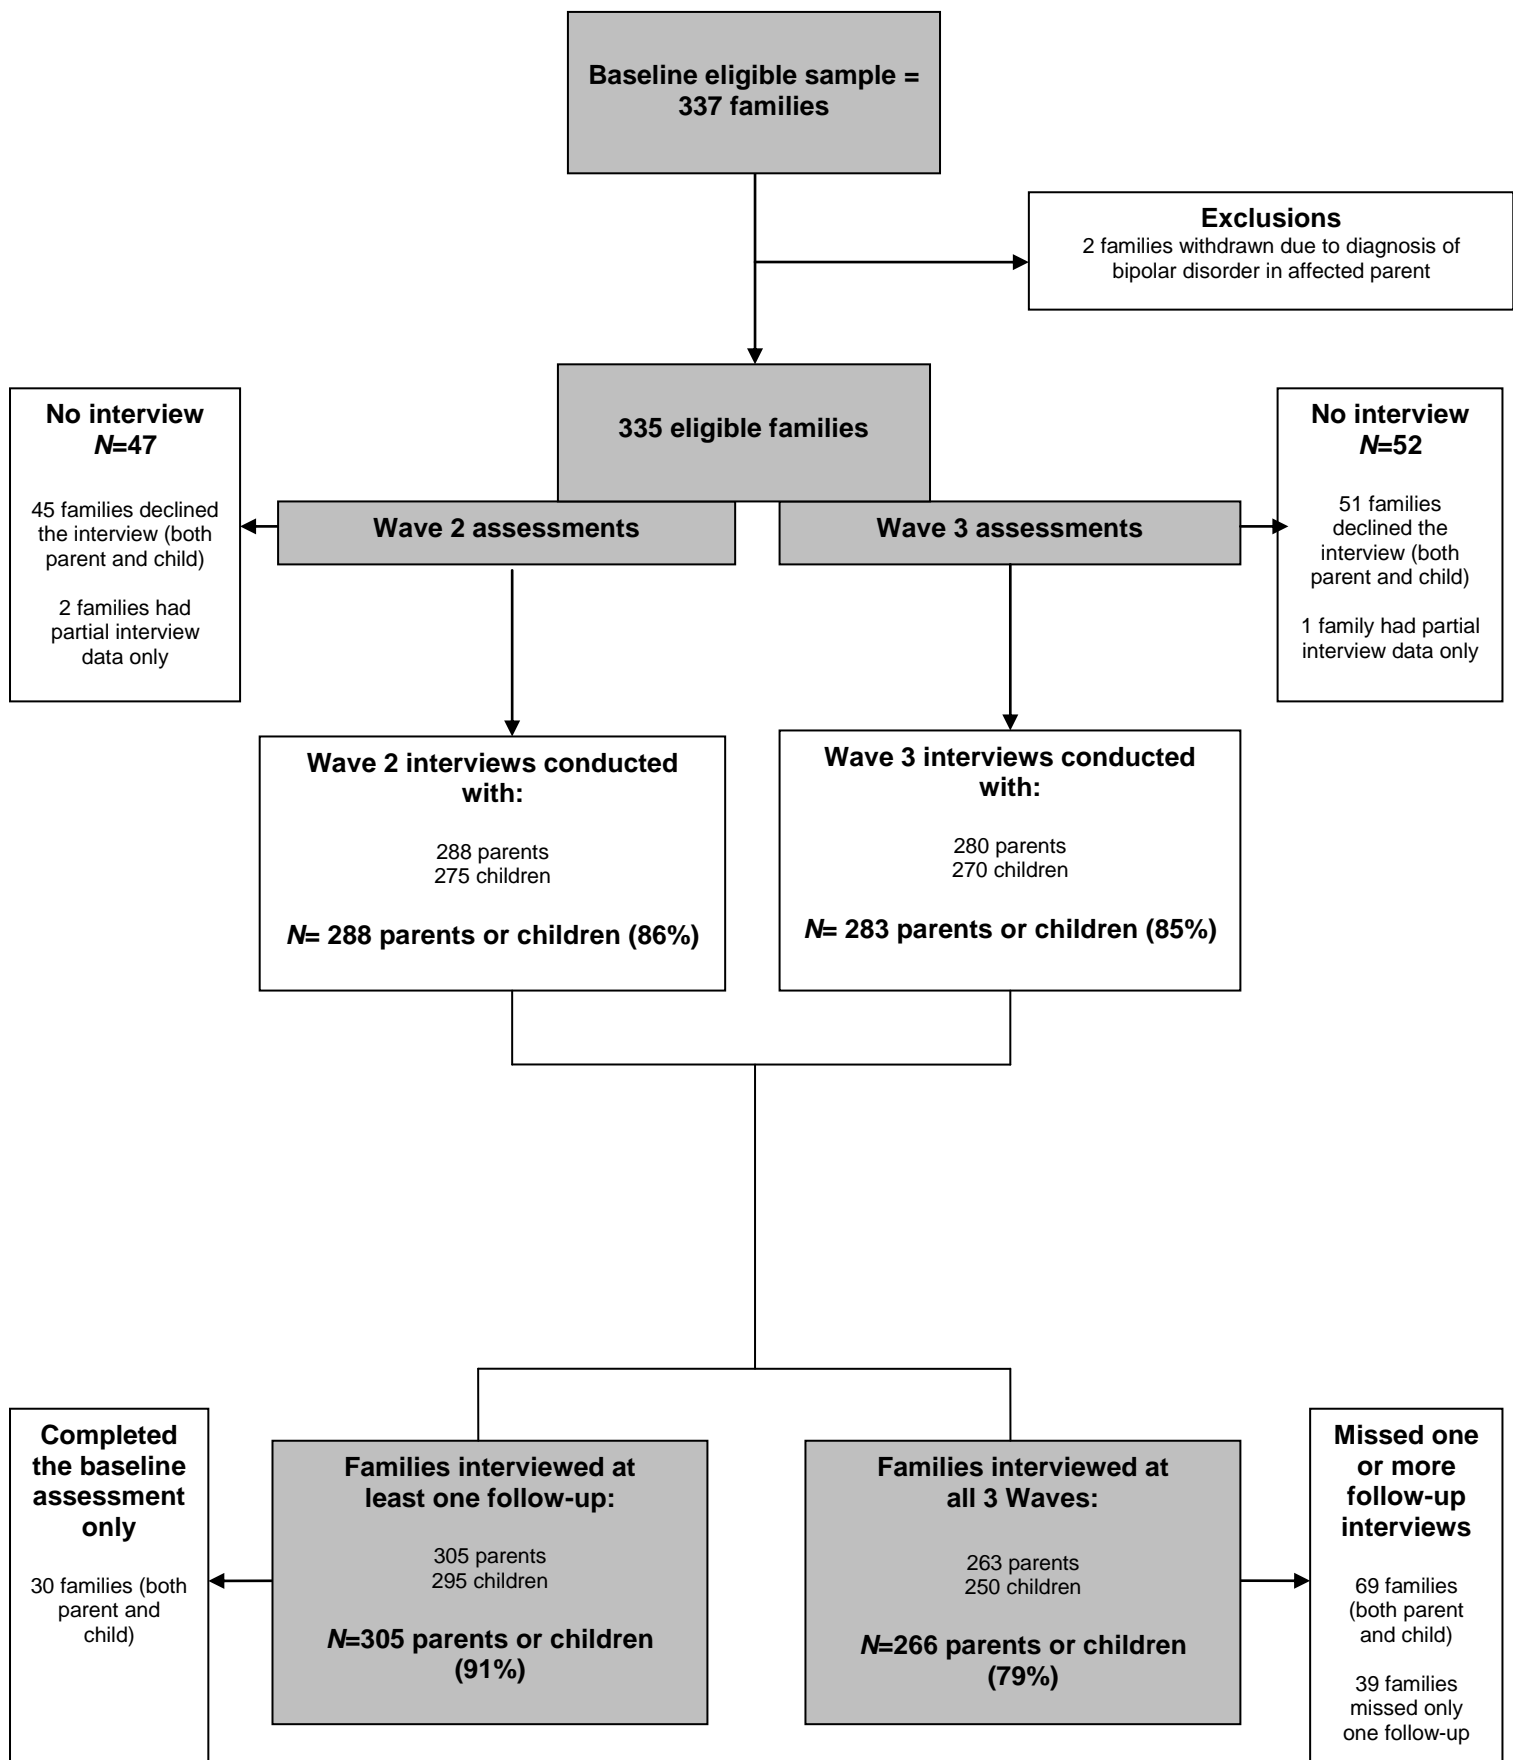 Baseline eligible sample =
337 families
Exclusions
2 families withdrawn due to diagnosis of
bipolar disorder in affected parent
335 eligible families
No interview
N=47
45 families declined
the interview (both
parent and child)
2 families had
partial interview
data only
Wave 2 assessments
Wave 3 assessments
No interview
N=52
51 families
declined the
interview (both
parent and child)
1 family had partial
interview data only
Wave 2 interviews conducted
with:
288 parents
275 children
N= 288 parents or children (86%)
Wave 3 interviews conducted
with:
280 parents
270 children
N= 283 parents or children (85%)
Completed
the baseline
assessment
only
30 families (both
parent and
child)
Families interviewed at
least one follow-up:
305 parents
295 children
N=305 parents or children
(91%)
Families interviewed at
all 3 Waves:
263 parents
250 children
N=266 parents or children
(79%)
Missed one
or more
follow-up
interviews
69 families
(both parent
and child)
39 families
missed only
one follow-up